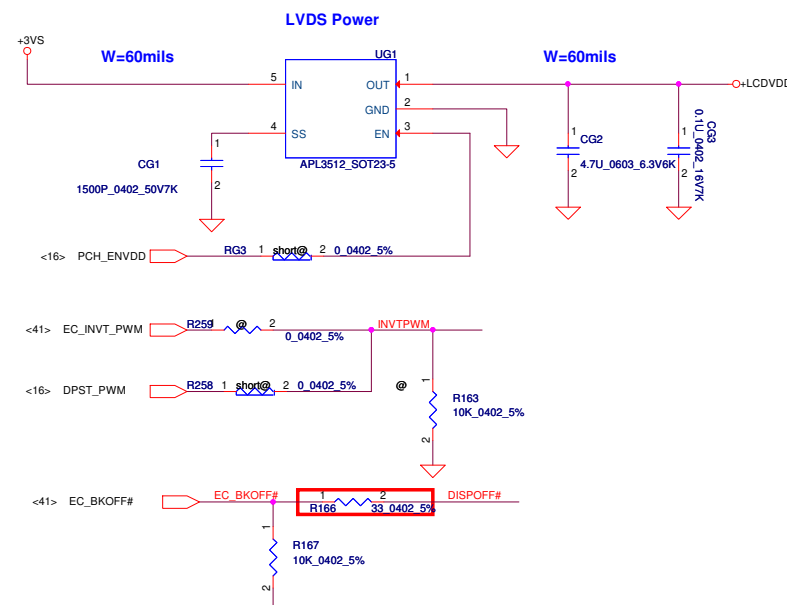 LVDS Power
+3VS
W=60mils
UG1
W=60mils
5
IN
OUT
1
+LCDVDD
GND
2
4
SS
EN
3
APL3512_SOT23-5
1
CG1
2
1500P_0402_50V7K
1
CG2
4.7U_0603_6.3V6K
2
1
CG3
0.1U_0402_16V7K
2
<16> PCH_ENVDD
RG3 1 short@ 2 0_0402_5%
<41> EC_INVT_PWM
R259 1 @ 2
0_0402_5%
INVTPWM
<16> DPST_PWM
R258 1 short@ 2 0_0402_5%
@
1
R163
10K_0402_5%
2
<41> EC_BKOFF#
EC_BKOFF#
1 2
R166 33_0402_5%
DISPOFF#
1
R167
10K_0402_5%
2